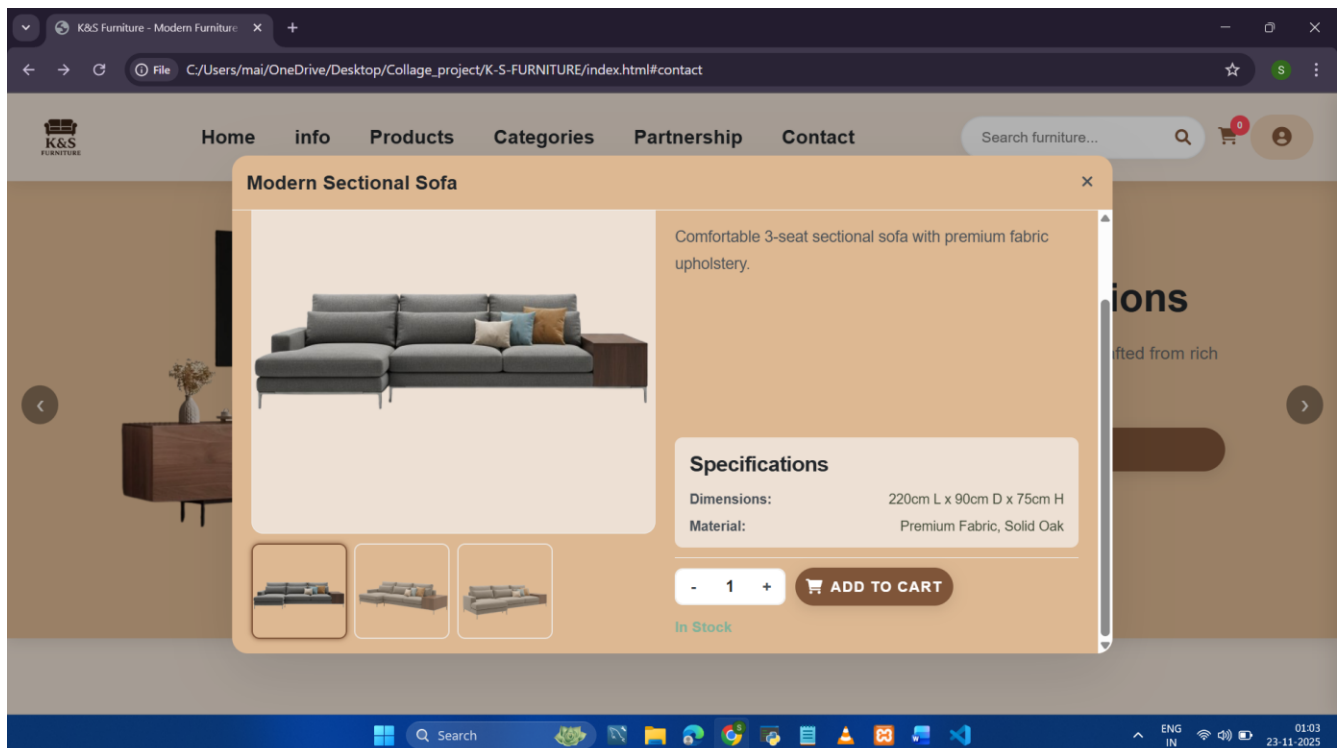 K&S Furniture - Modern Furniture
File
C:/Users/mai/OneDrive/Desktop/Collage_project/K-S-FURNITURE/index.html#contact
S
K&S
FURNITURE
Home info Products Categories Partnership Contact
Search furniture...
0
Modern Sectional Sofa
Comfortable 3-seat sectional sofa with premium fabric
upholstery.
ions
fted from rich
Specifications
Dimensions: 220cm L x 90cm D x 75cm H
Material: Premium Fabric, Solid Oak
- 1 +
ADD TO CART
In Stock
Search
ENG
IN
01:03
23-11-2025